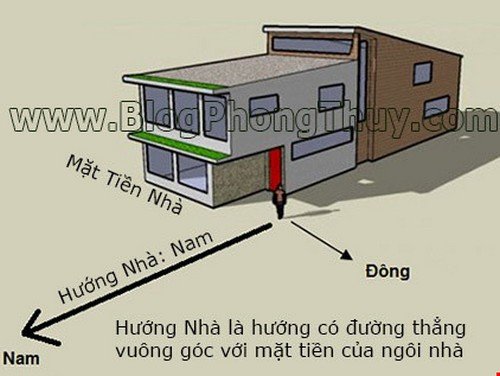 www.BlogPhongThuy.com
Mặt Tiền Nhà
Hướng Nhà: Nam
Đông
Nam
Hướng Nhà là hướng có đường thẳng
vuông góc với mặt tiền của ngôi nhà